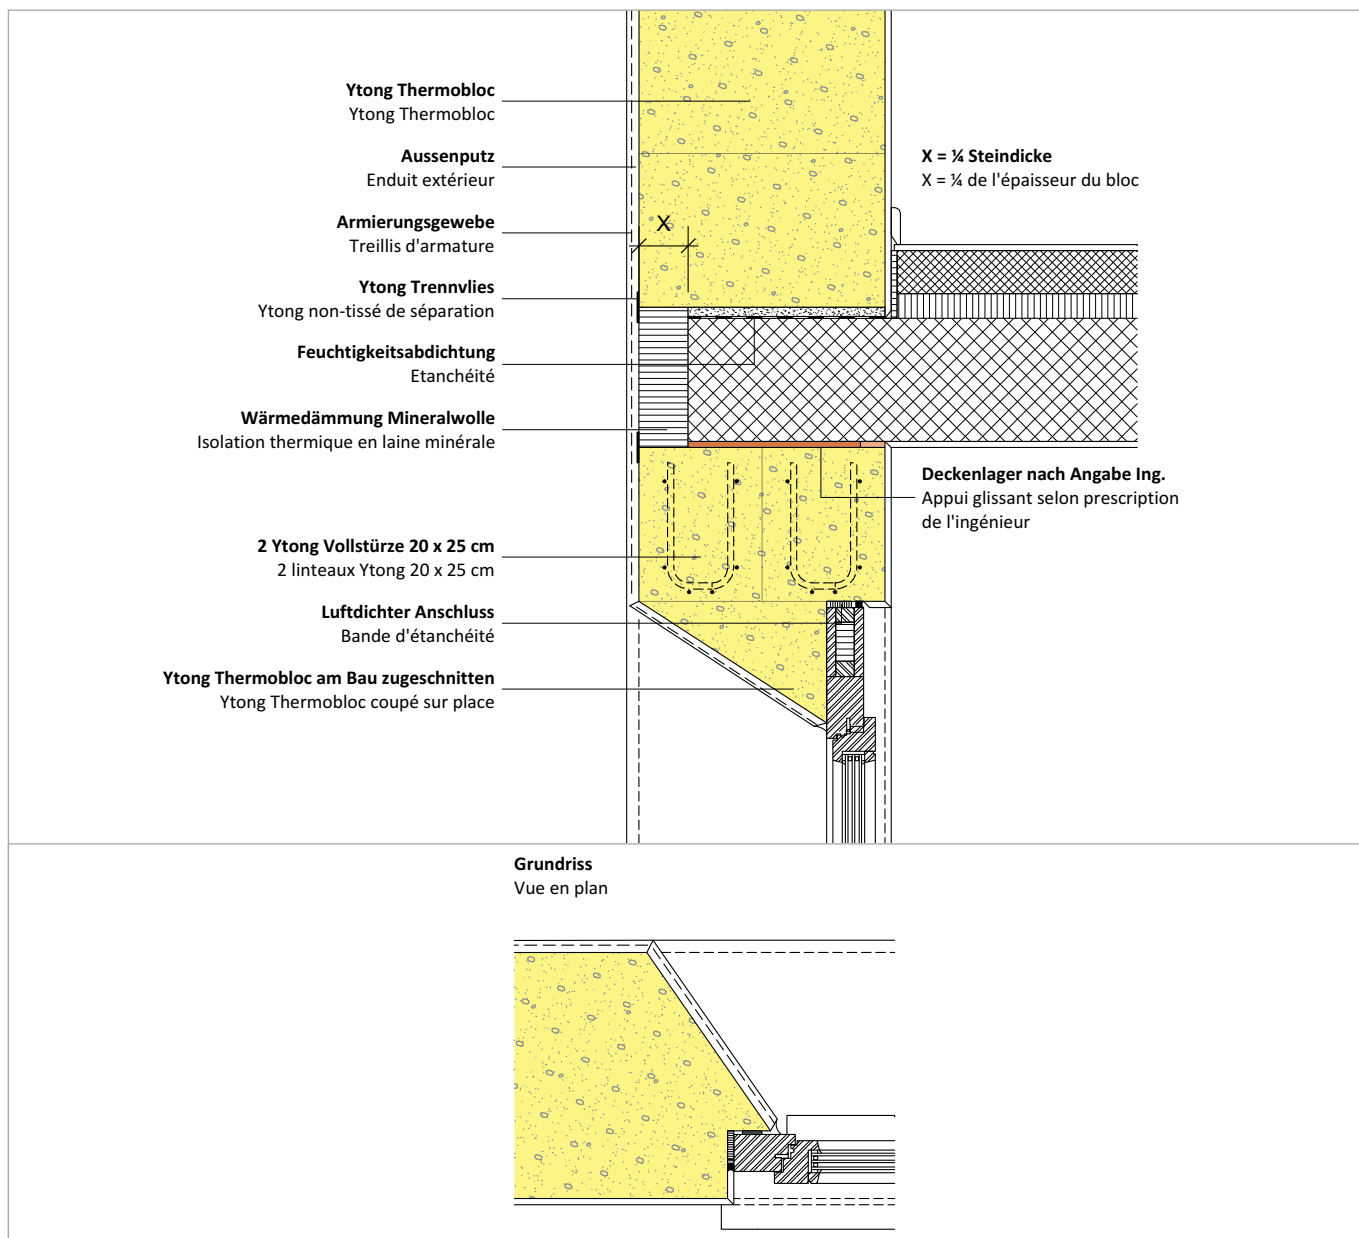 Ytong Thermobloc
Ytong Thermobloc
Aussenputz
Enduit extérieur
X = ¼ Steindicke
X = ¼ de l'épaisseur du bloc
Armierungsgewebe
Treillis d'armature
X
Ytong Trennvlies
Ytong non-tissé de séparation
Feuchtigkeitsabdichtung
Etanchéité
Wärmedämmung Mineralwolle
Isolation thermique en laine minérale
Deckenlager nach Angabe Ing.
Appui glissant selon prescription
de l'ingénieur
2 Ytong Vollstürze 20 x 25 cm
2 linteaux Ytong 20 x 25 cm
Luftdichter Anschluss
Bande d'étanchéité
Ytong Thermobloc am Bau zugeschnitten
Ytong Thermobloc coupé sur place
Grundriss
Vue en plan